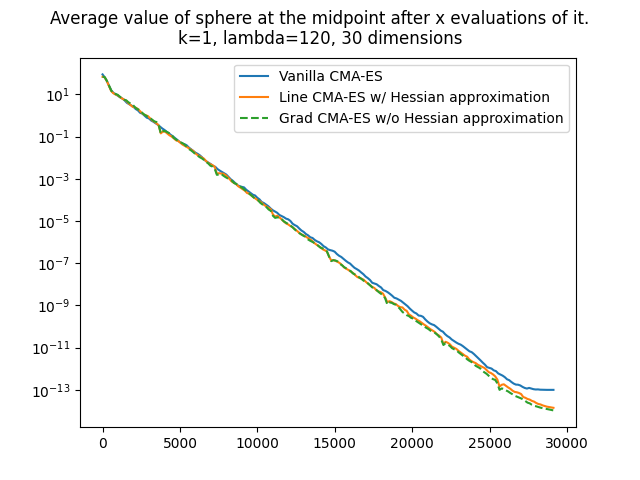 Average value of sphere at the midpoint after x evaluations of it.
k=1, lambda=120, 30 dimensions
Vanilla CMA-ES
Line CMA-ES w/ Hessian approximation
Grad CMA-ES w/o Hessian approximation
10¹
10⁻¹
10⁻³
10⁻⁵
10⁻⁷
10⁻⁹
10⁻¹¹
10⁻¹³
0 5000 10000 15000 20000 25000 30000